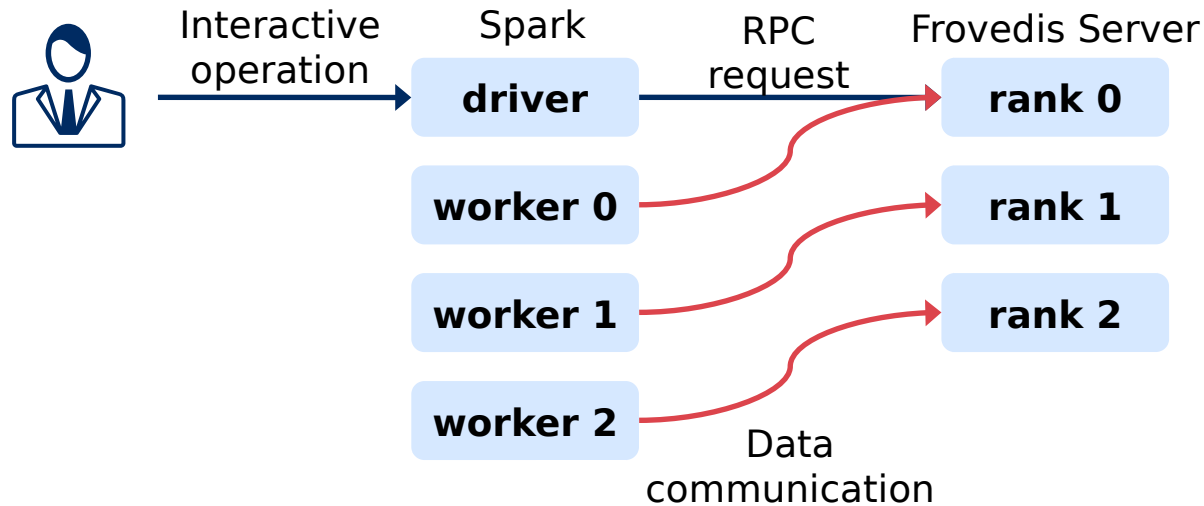 Interactive
operation
Spark
RPC
request
Frovedis Server
driver
rank 0
worker 0
rank 1
worker 1
rank 2
worker 2
Data
communication